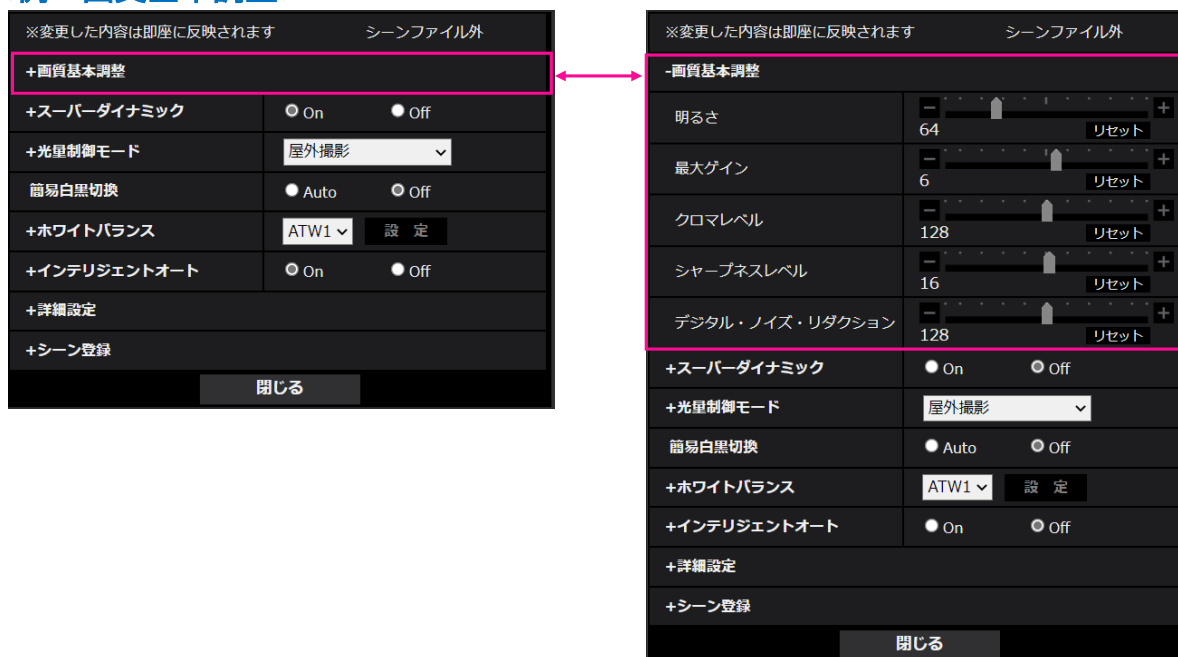 ※変更した内容は即座に反映されます シーンファイル外
+画質基本調整
+スーパーダイナミック On Off
+光量制御モード 屋外撮影
簡易白黒切換 Auto Off
+ホワイトバランス ATW1 設 定
+インテリジェントオート On Off
+詳細設定
+シーン登録
閉じる
※変更した内容は即座に反映されます シーンファイル外
-画質基本調整
明るさ - +
64 リセット
最大ゲイン - +
6 リセット
クロマレベル - +
128 リセット
シャープネスレベル - +
16 リセット
デジタル・ノイズ・リダクション - +
128 リセット
+スーパーダイナミック On Off
+光量制御モード 屋外撮影
簡易白黒切換 Auto Off
+ホワイトバランス ATW1 設 定
+インテリジェントオート On Off
+詳細設定
+シーン登録
閉じる